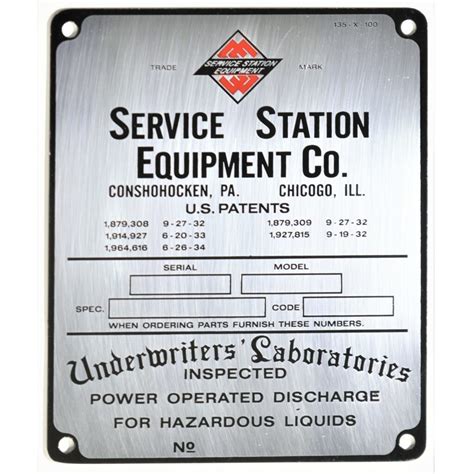 135-X-100
SERVICE STATION
EQUIPMENT
TRADE MARK
SERVICE STATION
EQUIPMENT CO.
CONSHOHOCKEN, PA. CHICOGO, ILL.
U.S. PATENTS
1,879,308 9-27-32 1,879,309 9-27-32
1,914,927 6-20-33 1,927,815 9-19-32
1,964,616 6-26-34
SERIAL MODEL
SPEC. CODE
WHEN ORDERING PARTS FURNISH THESE NUMBERS.
Underwriters' Laboratories
INSPECTED
POWER OPERATED DISCHARGE
FOR HAZARDOUS LIQUIDS
No